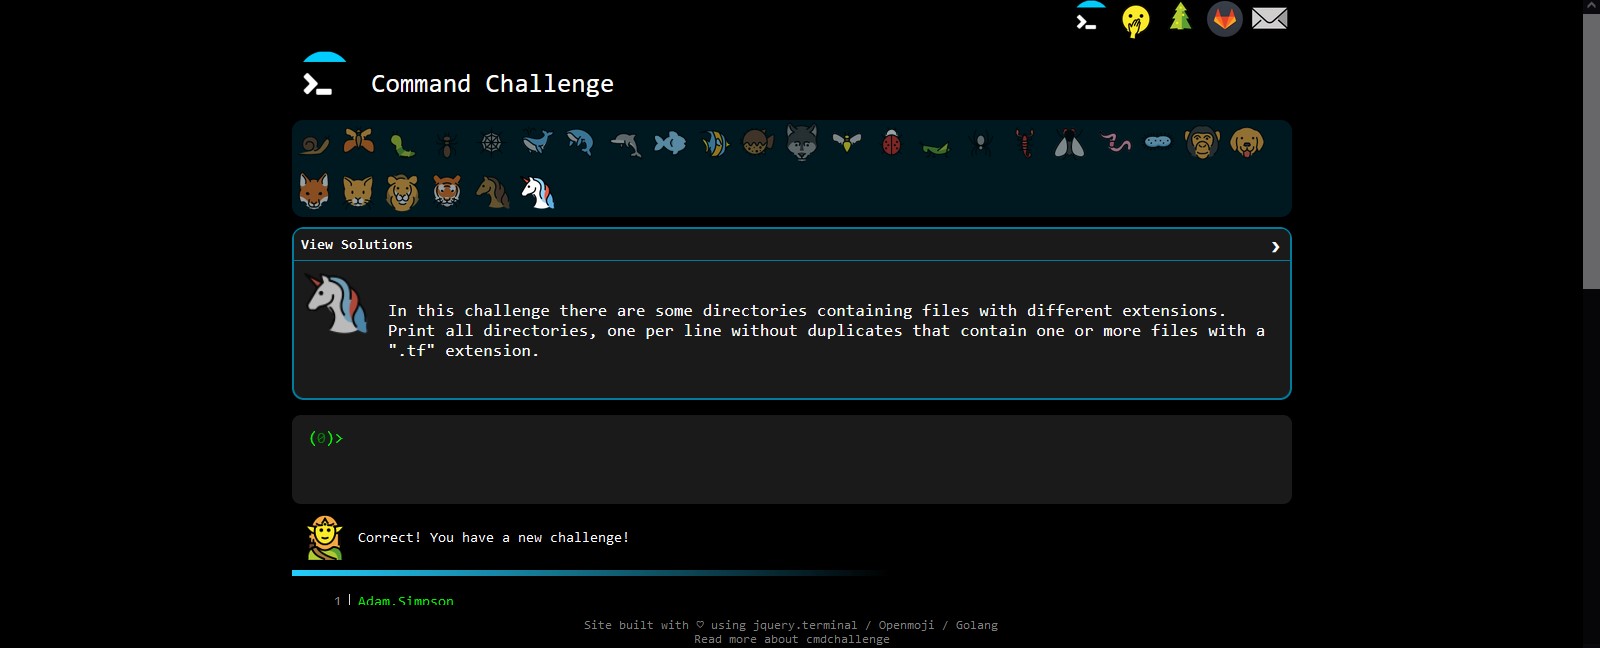 Command Challenge
View Solutions
In this challenge there are some directories containing files with different extensions.
Print all directories, one per line without duplicates that contain one or more files with a
".tf" extension.
(0)>
Correct! You have a new challenge!
1 Adam.Simpson
Site built with ♡ using jquery.terminal / Openmoji / Golang
Read more about cmdchallenge